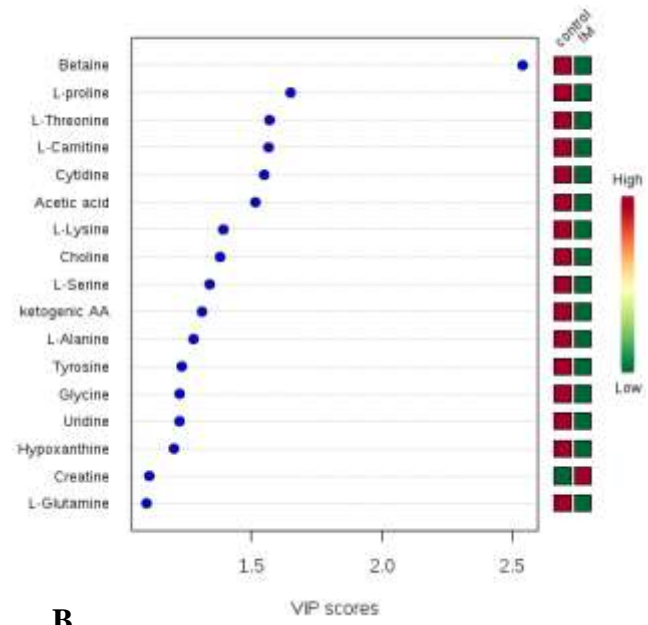 control IM
Betaine
L-proline
L-Threonine
L-Carnitine
Cytidine
Acetic acid
High
L-Lysine
Choline
L-Serine
ketogenic AA
L-Alanine
Tyrosine
Low
Glycine
Uridine
Hypoxanthine
Creatine
L-Glutamine
1.5 2.0 2.5
VIP scores
B